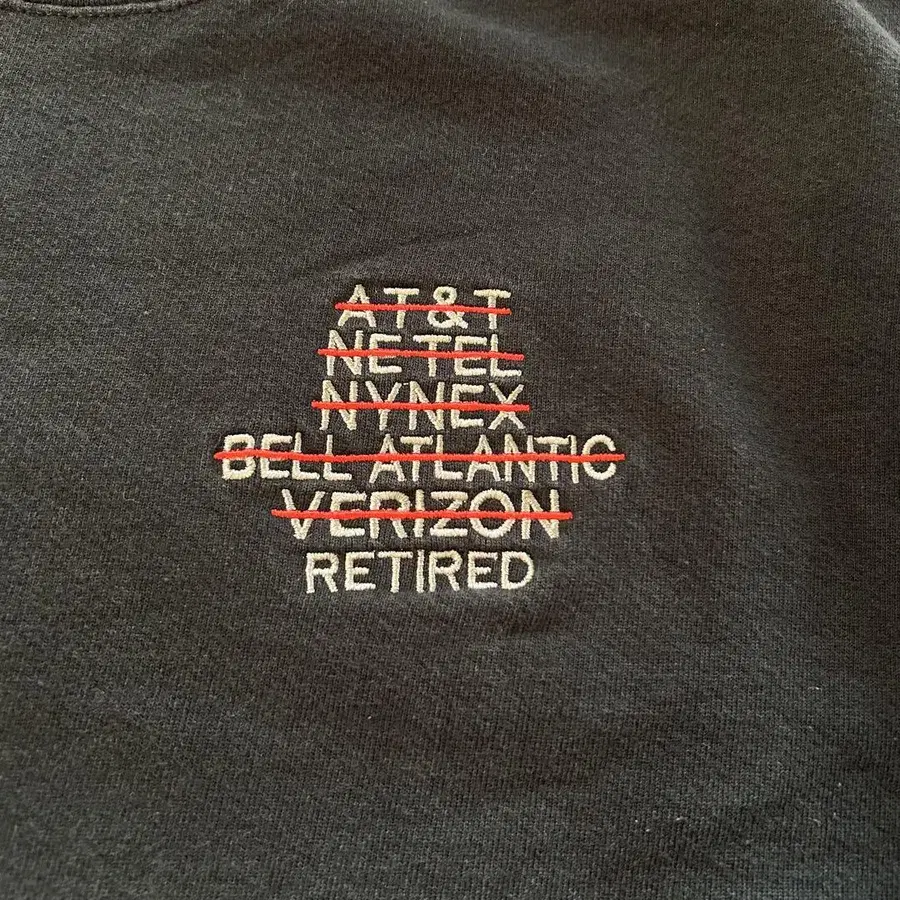 AT&T
NE TEL
NYNEX
BELL ATLANTIC
VERIZON
RETIRED